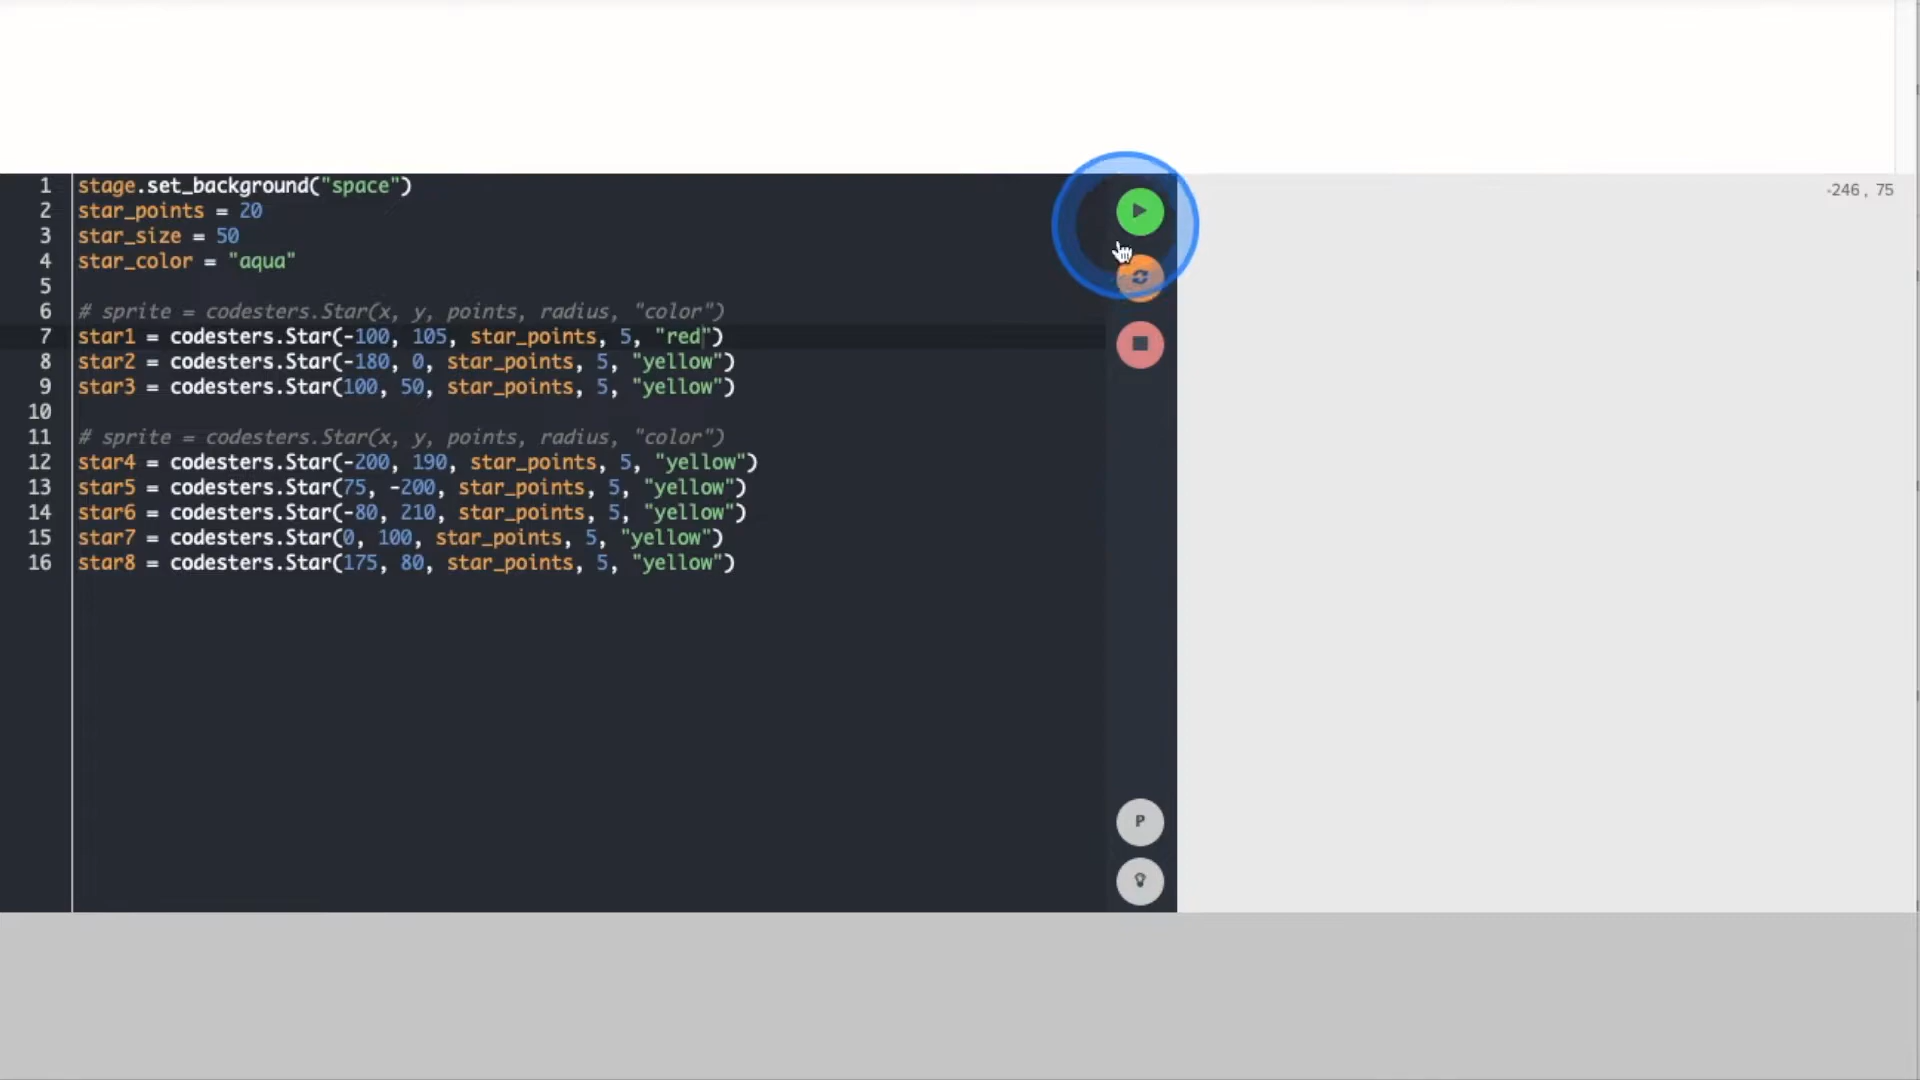 -246, 75
1 stage.set_background("space")
2 star_points = 20
3 star_size = 50
4 star_color = "aqua"
5
6 # sprite = codesters.Star(x, y, points, radius, "color")
7 star1 = codesters.Star(-100, 105, star_points, 5, "red")
8 star2 = codesters.Star(-180, 0, star_points, 5, "yellow")
9 star3 = codesters.Star(100, 50, star_points, 5, "yellow")
10
11 # sprite = codesters.Star(x, y, points, radius, "color")
12 star4 = codesters.Star(-200, 190, star_points, 5, "yellow")
13 star5 = codesters.Star(75, -200, star_points, 5, "yellow")
14 star6 = codesters.Star(-80, 210, star_points, 5, "yellow")
15 star7 = codesters.Star(0, 100, star_points, 5, "yellow")
16 star8 = codesters.Star(175, 80, star_points, 5, "yellow")
P